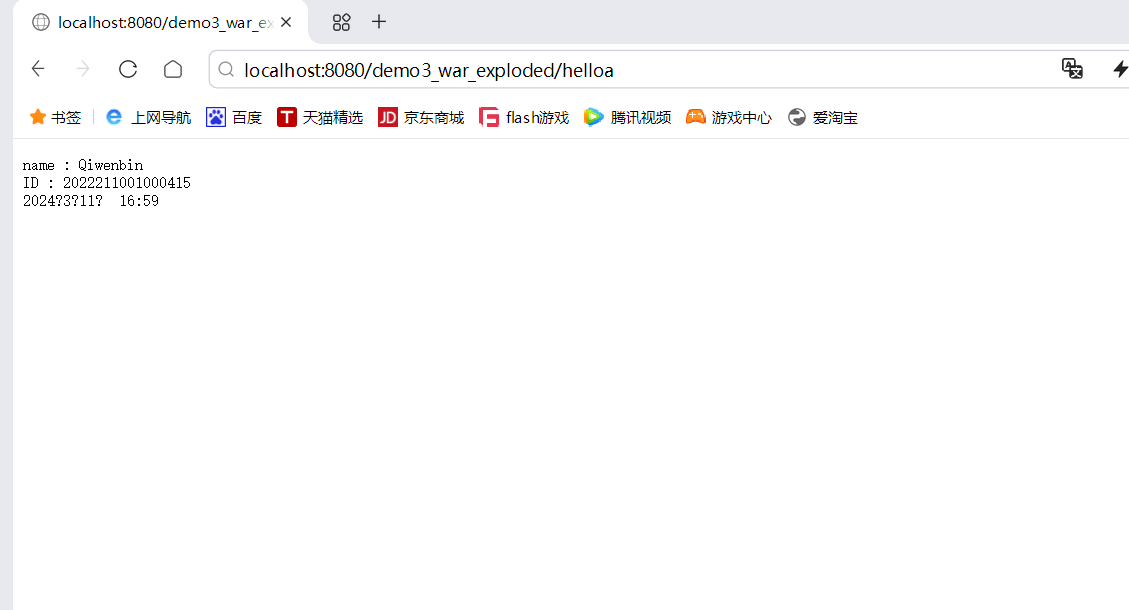 localhost:8080/demo3_war_ex
localhost:8080/demo3_war_exploded/helloa
书签 上网导航 百度 天猫精选 京东商城 flash游戏 腾讯视频 游戏中心 爱淘宝
name : Qiwenbin
ID : 2022211001000415
2024?3?11?  16:59